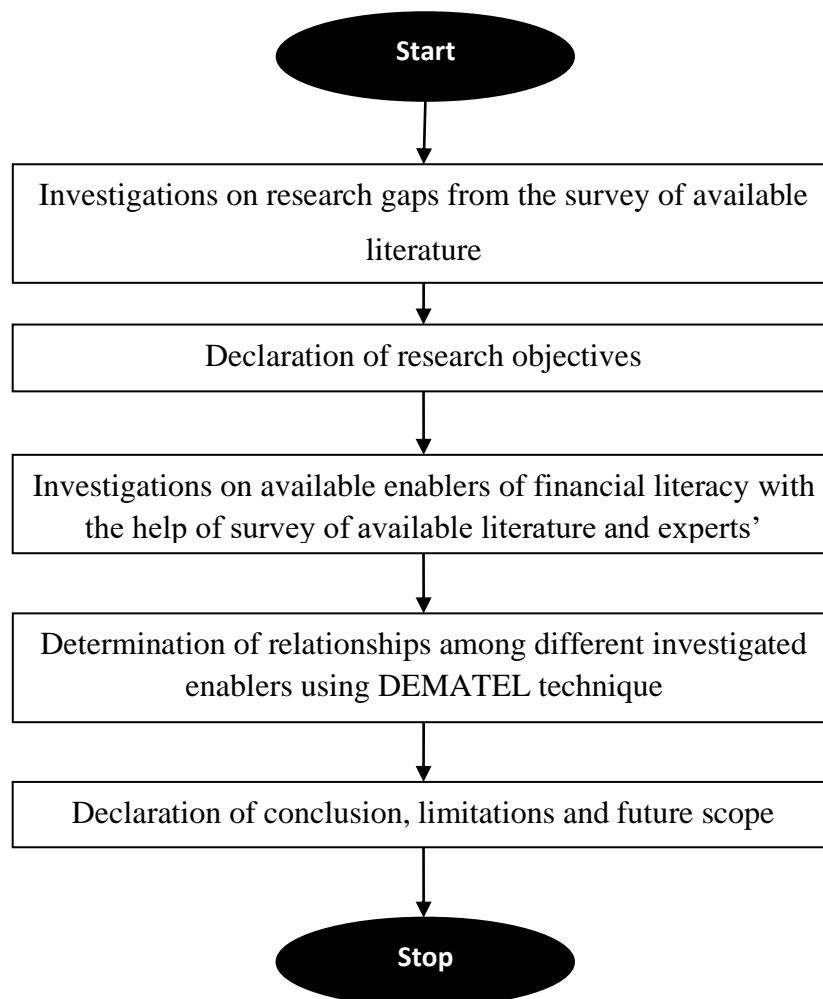 Start
Investigations on research gaps from the survey of available
literature
Declaration of research objectives
Investigations on available enablers of financial literacy with
the help of survey of available literature and experts’
Determination of relationships among different investigated
enablers using DEMATEL technique
Declaration of conclusion, limitations and future scope
Stop